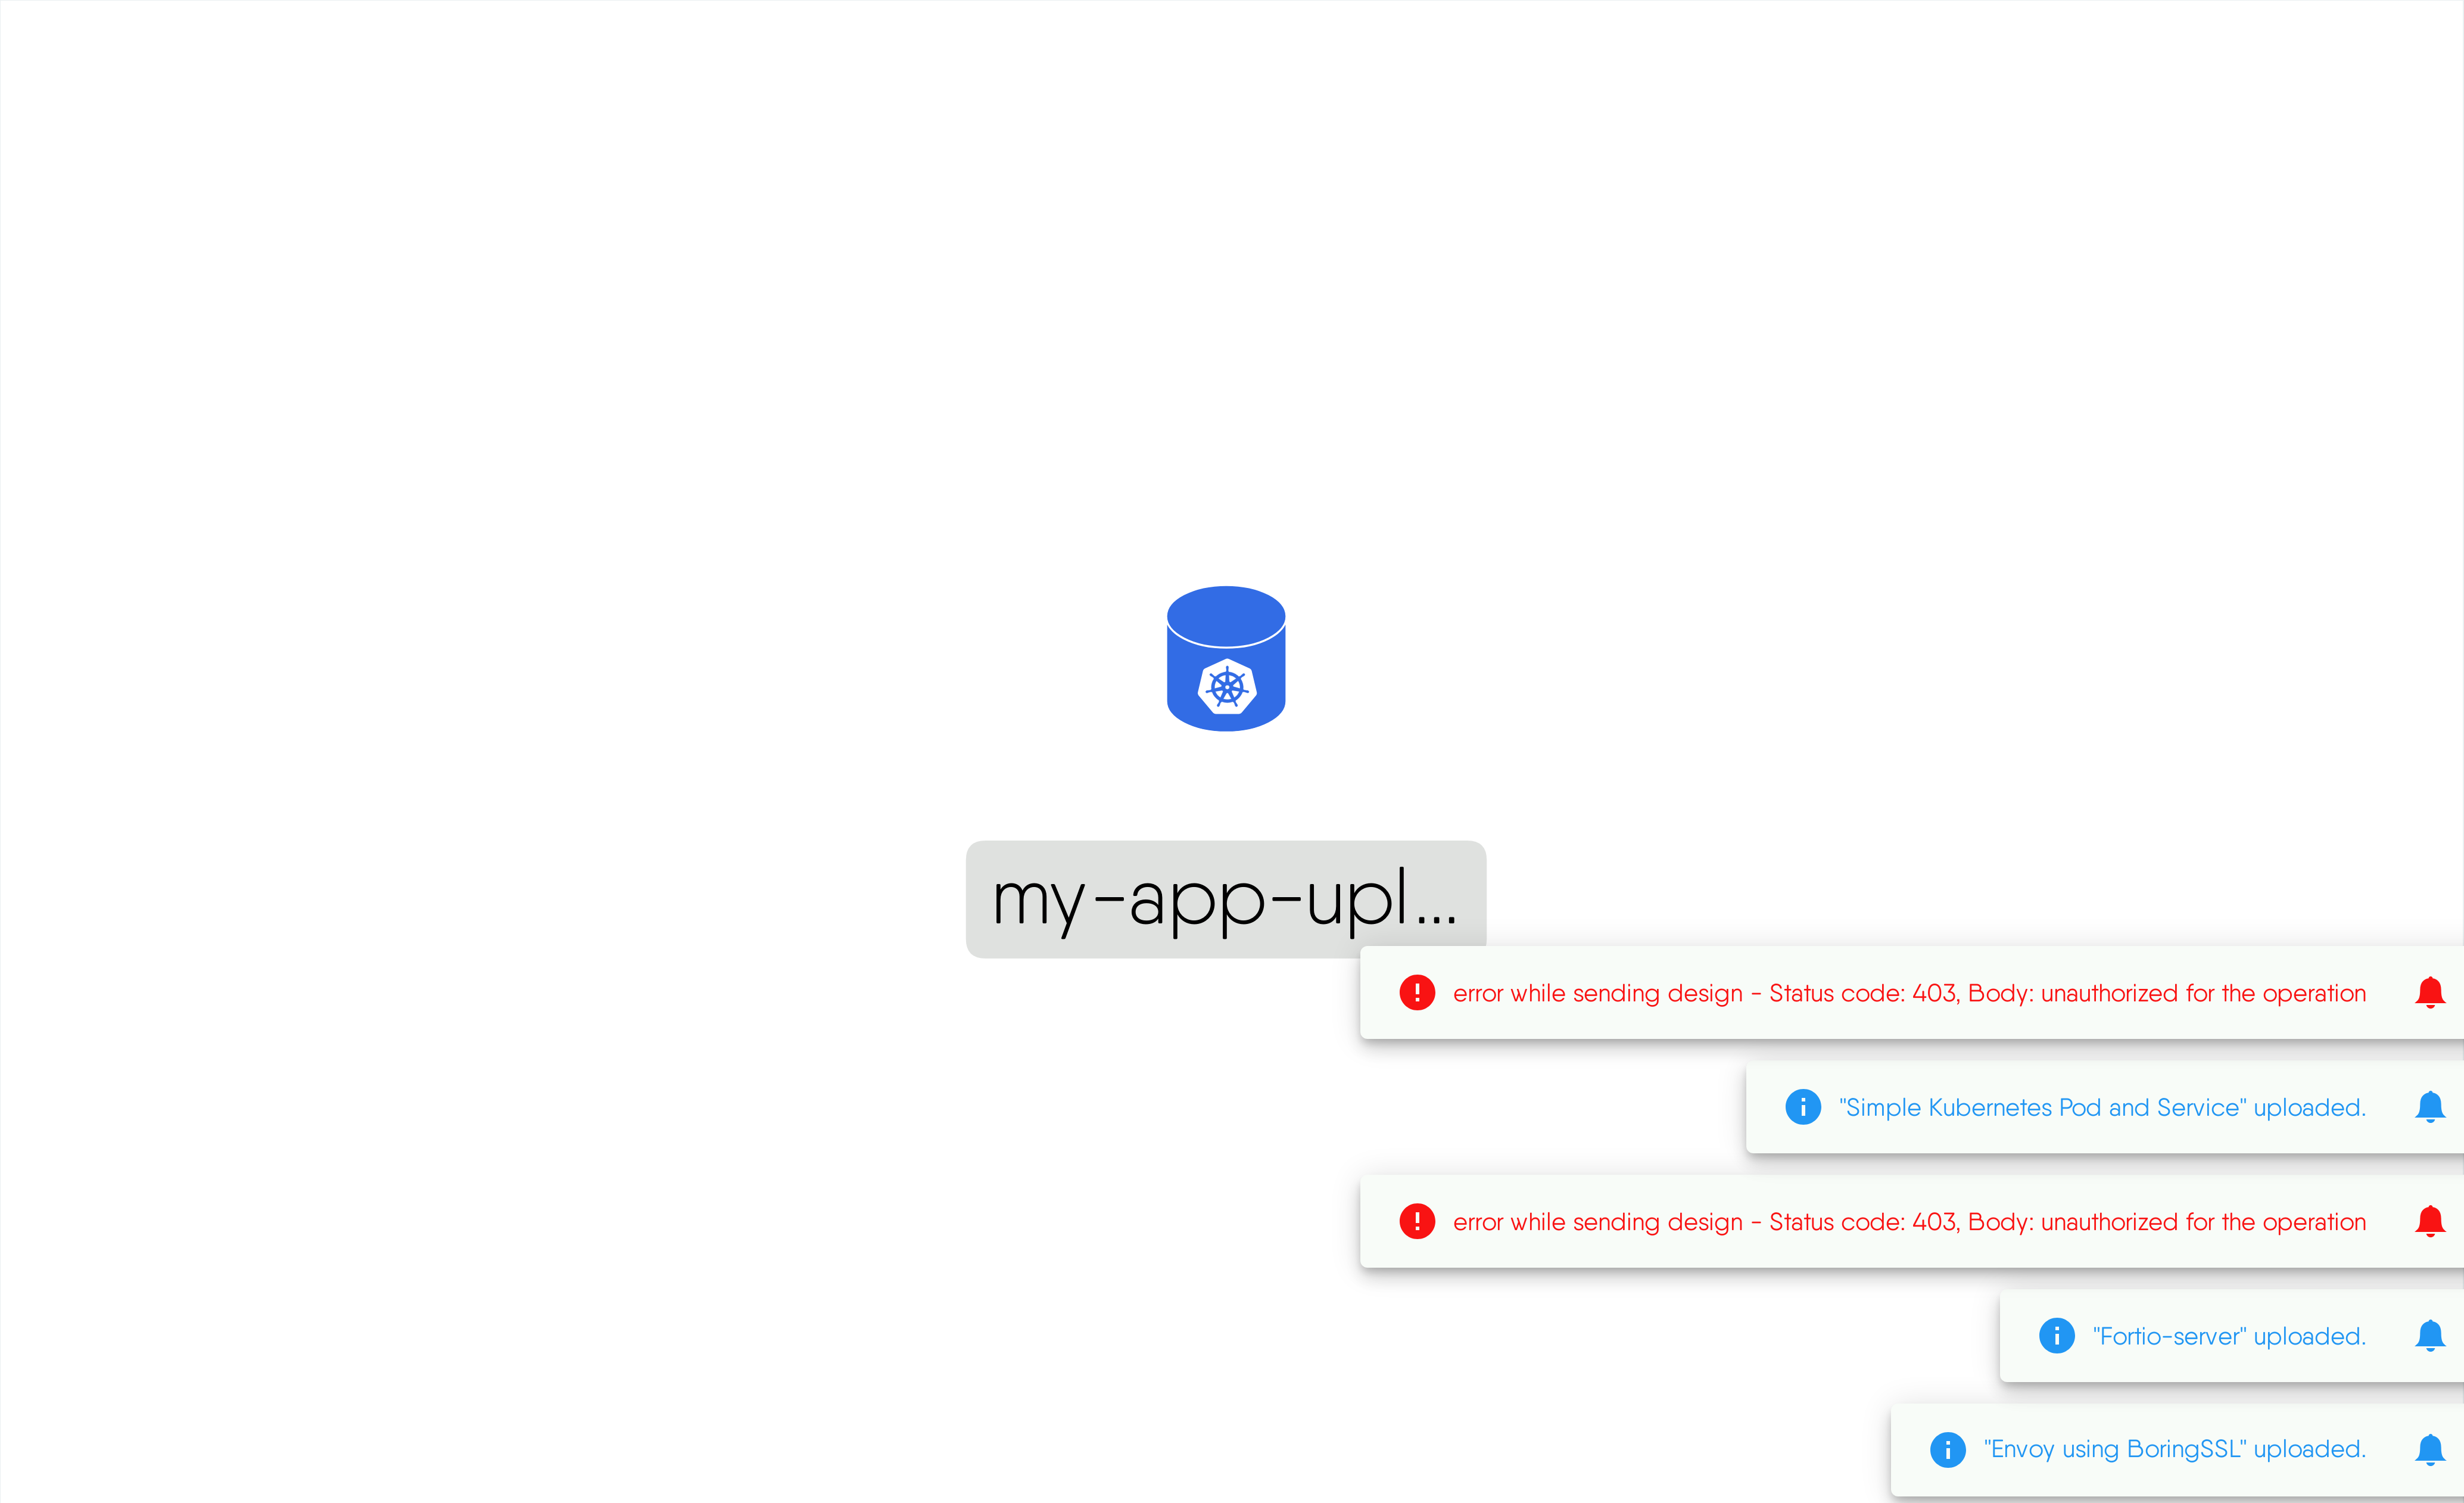 my-app-upl...
error while sending design - Status code: 403, Body: unauthorized for the operation
"Simple Kubernetes Pod and Service" uploaded.
error while sending design - Status code: 403, Body: unauthorized for the operation
"Fortio-server" uploaded.
"Envoy using BoringSSL" uploaded.